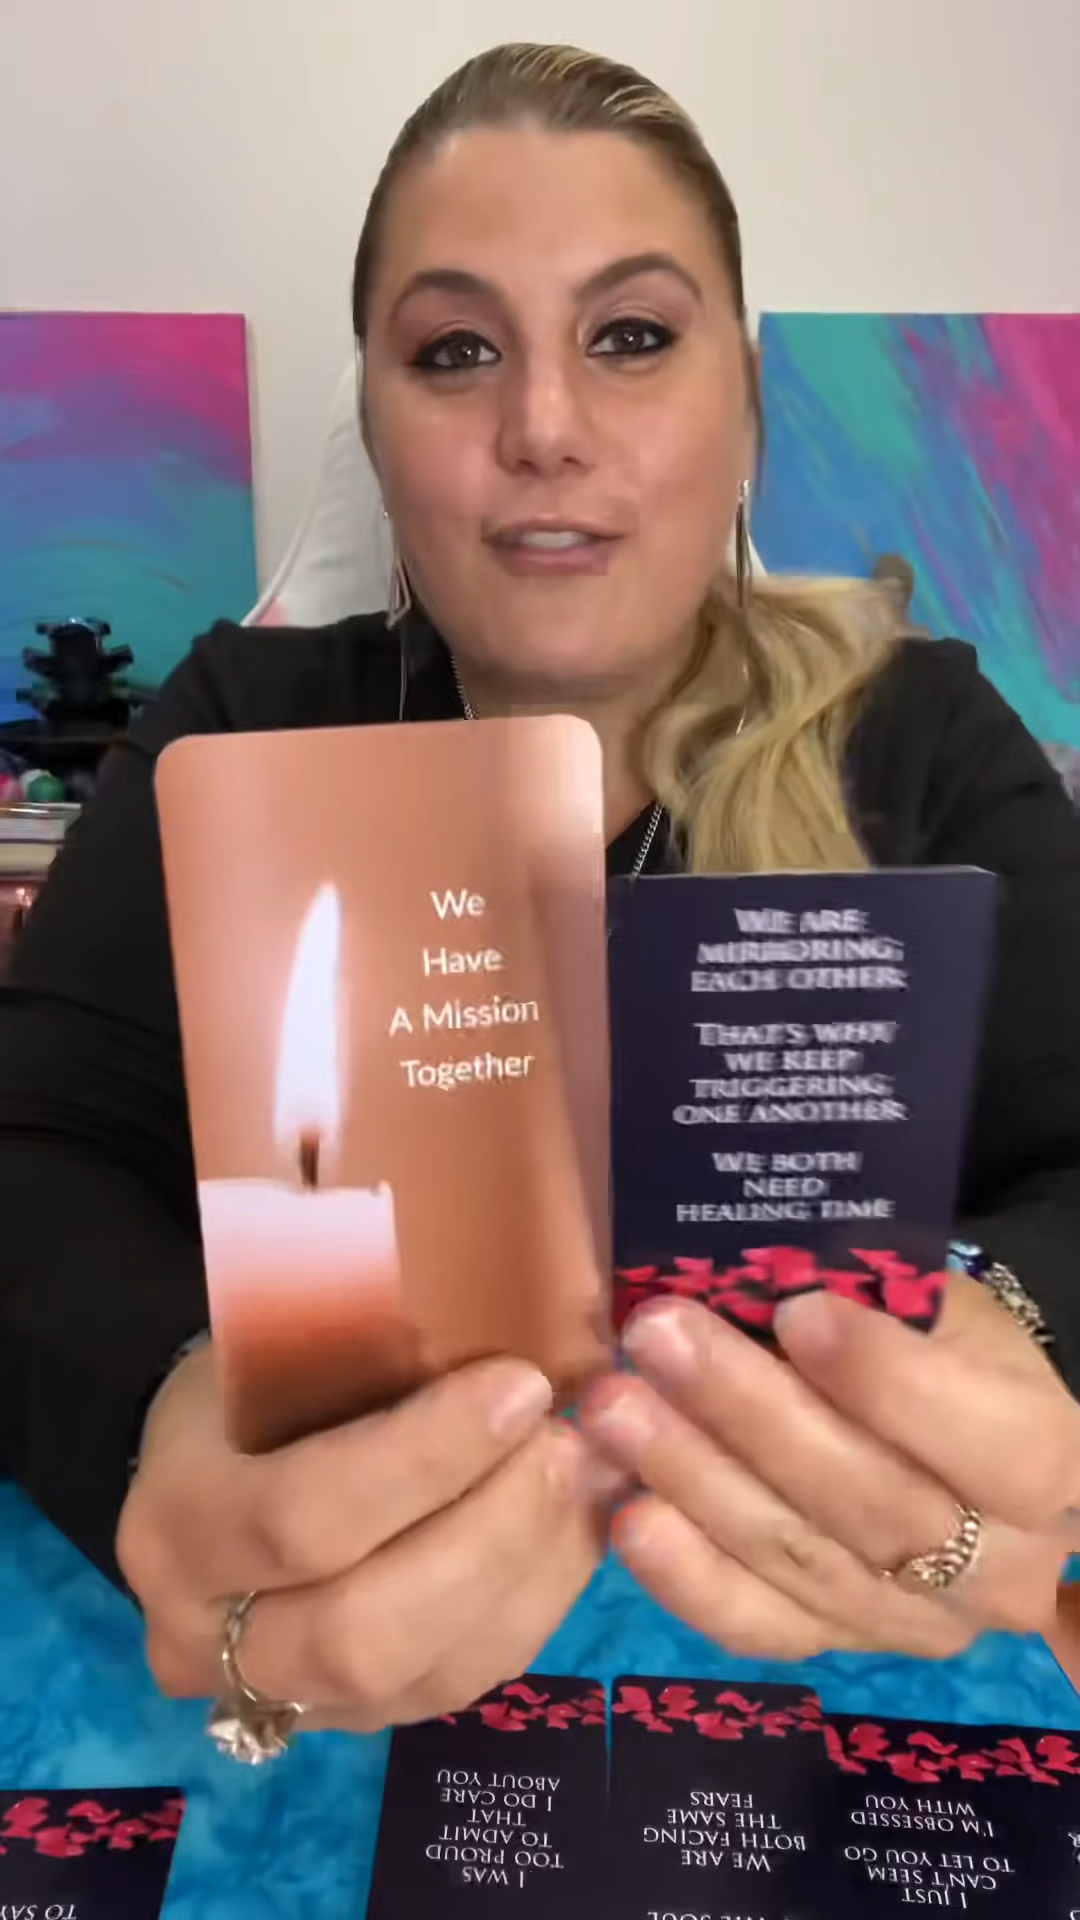 We
Have
A Mission
Together
WE ARE
MIRRORING
EACH OTHER
THAT'S WHY
WE KEEP
TRIGGERING
ONE ANOTHER
WE BOTH
NEED
HEALING TIME
I WAS
TOO PROUD
TO ADMIT
THAT
I DO CARE
ABOUT YOU
WE ARE
BOTH FACING
THE SAME
FEARS
I JUST
CAN'T SEEM
TO LET YOU GO
I'M OBSESSED
WITH YOU
TO SAY